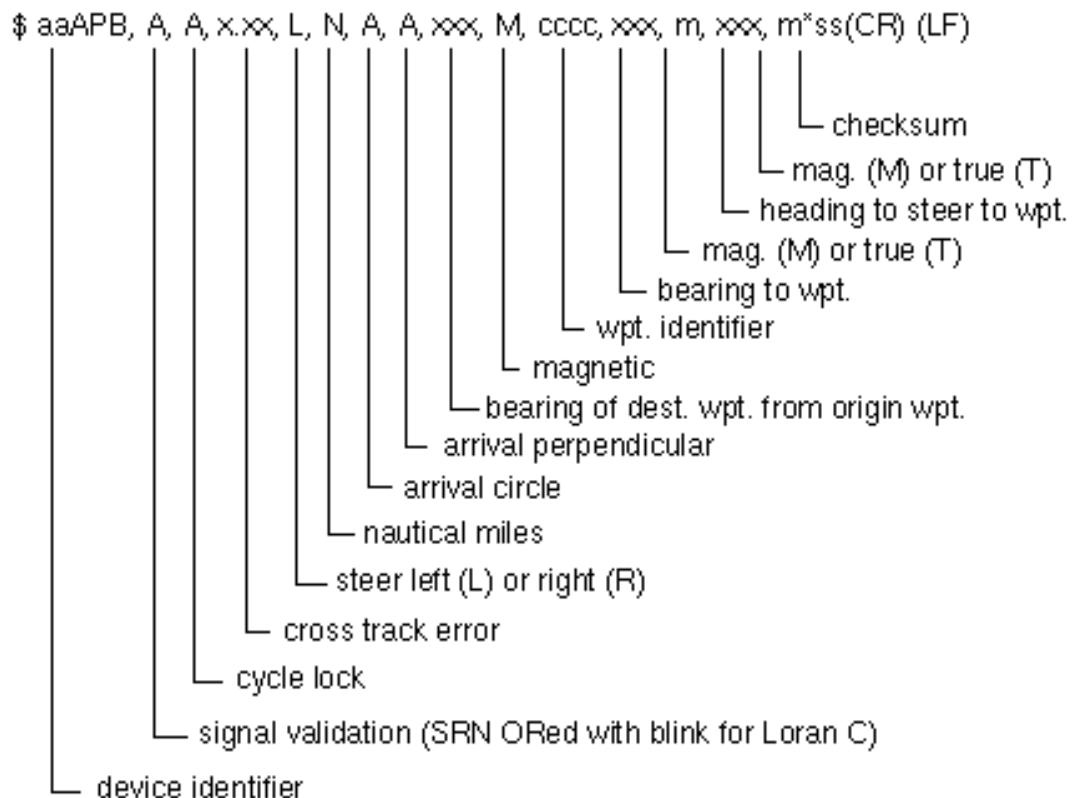 $ aaAPB, A, A, x.xx, L, N, A, A, xxx, M, cccc, xxx, m, xxx, m*ss(CR) (LF)
checksum
mag. (M) or true (T)
heading to steer to wpt.
mag. (M) or true (T)
bearing to wpt.
wpt. identifier
magnetic
bearing of dest. wpt. from origin wpt.
arrival perpendicular
arrival circle
nautical miles
steer left (L) or right (R)
cross track error
cycle lock
signal validation (SRN ORed with blink for Loran C)
device identifier